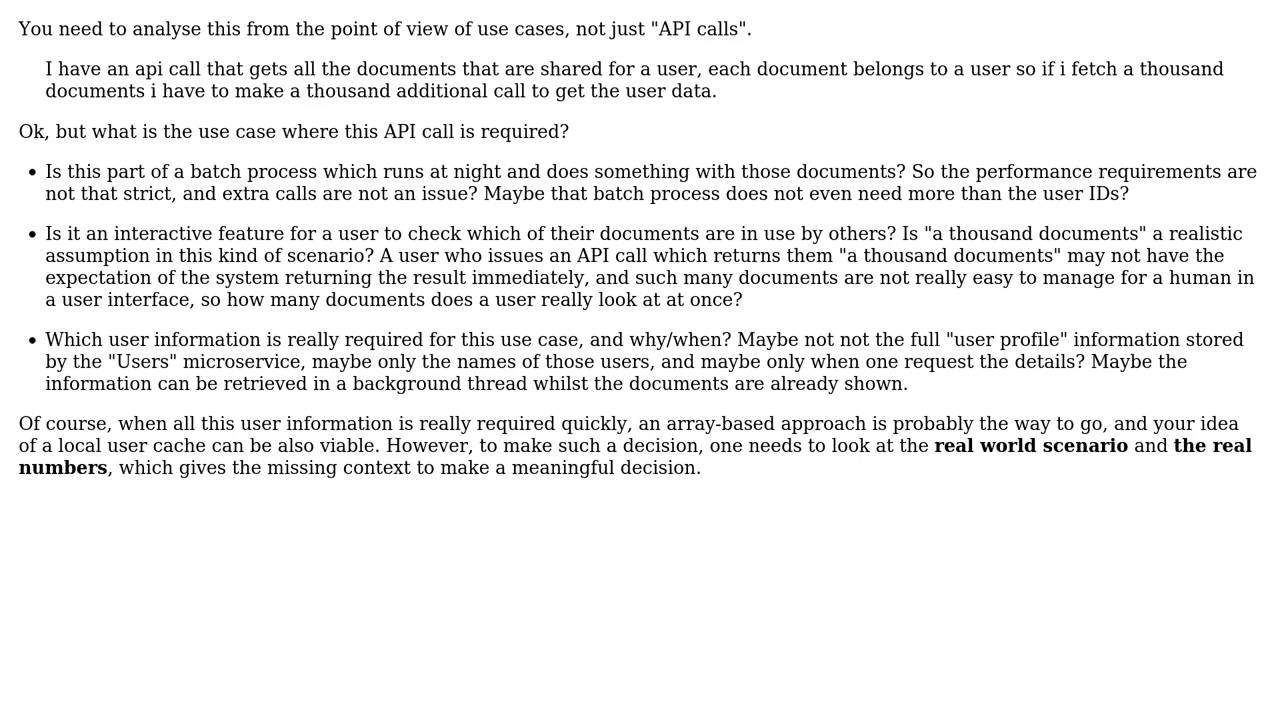 You need to analyse this from the point of view of use cases, not just "API calls".
I have an api call that gets all the documents that are shared for a user, each document belongs to a user so if i fetch a thousand
documents i have to make a thousand additional call to get the user data.
Ok, but what is the use case where this API call is required?
• Is this part of a batch process which runs at night and does something with those documents? So the performance requirements are
not that strict, and extra calls are not an issue? Maybe that batch process does not even need more than the user IDs?
• Is it an interactive feature for a user to check which of their documents are in use by others? Is "a thousand documents" a realistic
assumption in this kind of scenario? A user who issues an API call which returns them "a thousand documents" may not have the
expectation of the system returning the result immediately, and such many documents are not really easy to manage for a human in
a user interface, so how many documents does a user really look at at once?
• Which user information is really required for this use case, and why/when? Maybe not not the full "user profile" information stored
by the "Users" microservice, maybe only the names of those users, and maybe only when one request the details? Maybe the
information can be retrieved in a background thread whilst the documents are already shown.
Of course, when all this user information is really required quickly, an array-based approach is probably the way to go, and your idea
of a local user cache can be also viable. However, to make such a decision, one needs to look at the real world scenario and the real
numbers, which gives the missing context to make a meaningful decision.